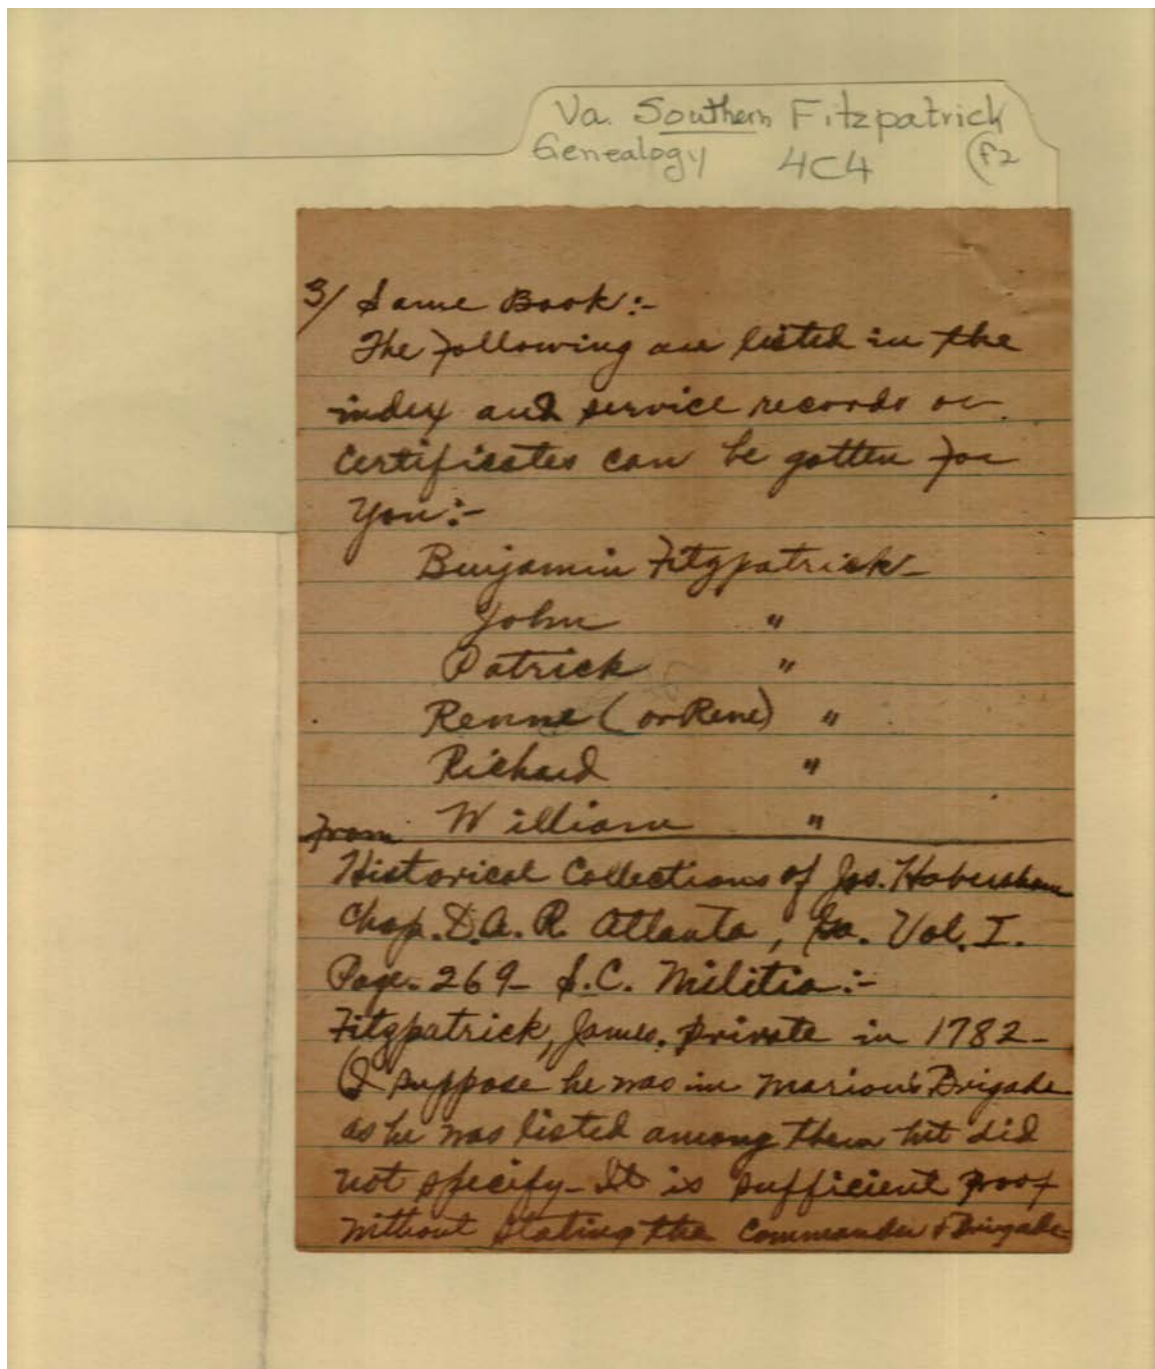 Va. Southern Fitzpatrick
Genealogy 4C4 (F2
3/ Same Book:-
The following are listed in the
index and service records or
Certificates can be gotten for
you:-
Benjamin Fitzpatrick-
John "
Patrick "
Renne (or Rene) "
Richard "
William "
From
Historical Collections of Jos. Habersham
Chap. D.A.R. Atlanta, Ga. Vol. I.
Page-269- S.C. Militia:-
Fitzpatrick, James, Private in 1782-
(I suppose he was in Marion's Brigade
as he was listed among them but did
not specify- It is sufficient proof
without stating the Commander & Brigade-